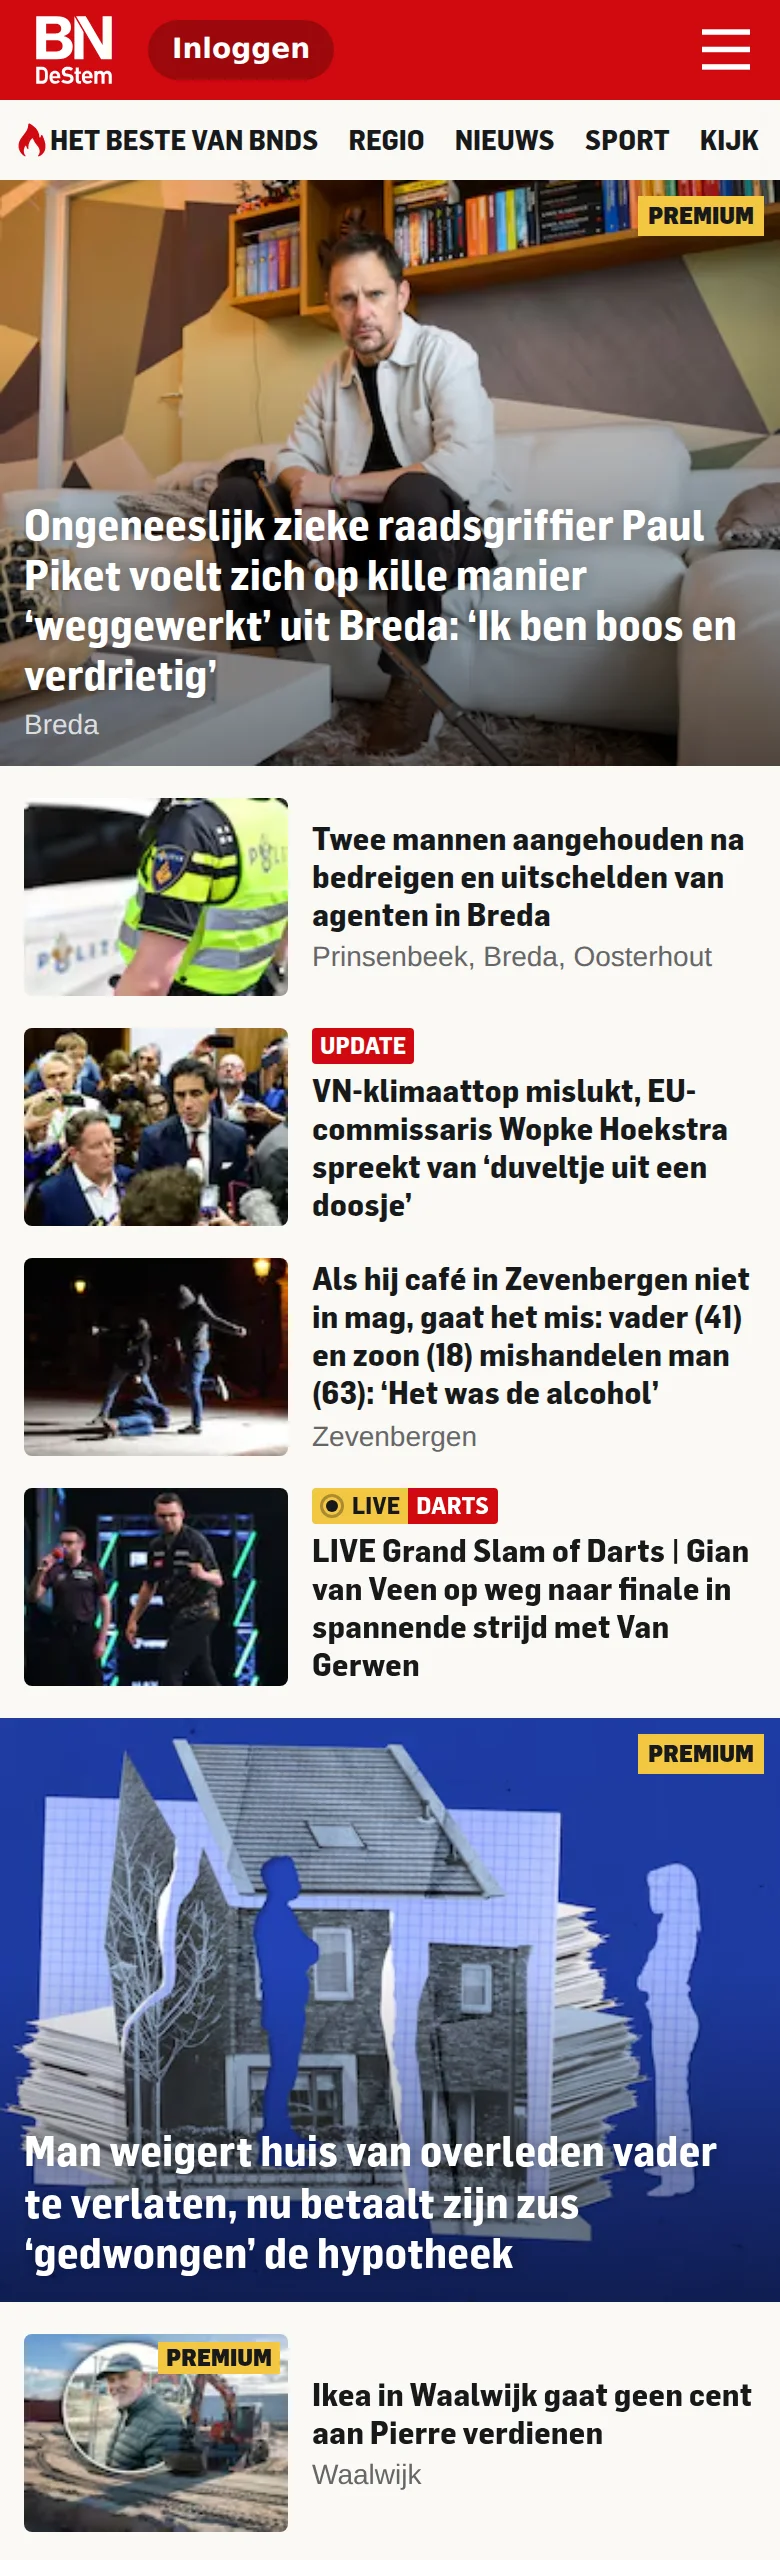 BN
DeStem
Inloggen
HET BESTE VAN BNDS REGIO NIEUWS SPORT KIJK
PREMIUM
Ongeneeslijk zieke raadsgriffier Paul
Piket voelt zich op kille manier
‘weggewerkt’ uit Breda: ‘Ik ben boos en
verdrietig’
Breda
Twee mannen aangehouden na
bedreigen en uitschelden van
agenten in Breda
Prinsenbeek, Breda, Oosterhout
UPDATE
VN-klimaattop mislukt, EU-
commissaris Wopke Hoekstra
spreekt van ‘duveltje uit een
doosje’
Als hij café in Zevenbergen niet
in mag, gaat het mis: vader (41)
en zoon (18) mishandelen man
(63): ‘Het was de alcohol’
Zevenbergen
LIVE DARTS
LIVE Grand Slam of Darts | Gian
van Veen op weg naar finale in
spannende strijd met Van
Gerwen
PREMIUM
Man weigert huis van overleden vader
te verlaten, nu betaalt zijn zus
‘gedwongen’ de hypotheek
PREMIUM
Ikea in Waalwijk gaat geen cent
aan Pierre verdienen
Waalwijk